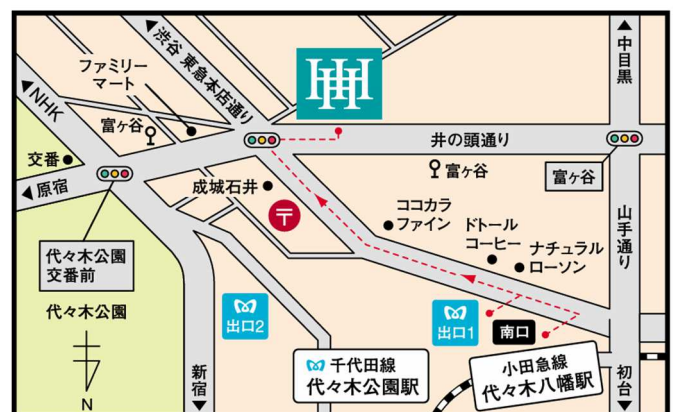 渋谷 東急本店通り
中目黒
ファミリー
マート
NHK
富ヶ谷
HH
井の頭通り
交番
富ヶ谷
富ヶ谷
原宿
成城石井
〒
ココカラ
ファイン
ドトール
コーヒー
ナチュラル
ローソン
山手通り
代々木公園
交番前
代々木公園
出口2
出口1
南口
千代田線
代々木公園駅
小田急線
代々木八幡駅
新宿
初台
N